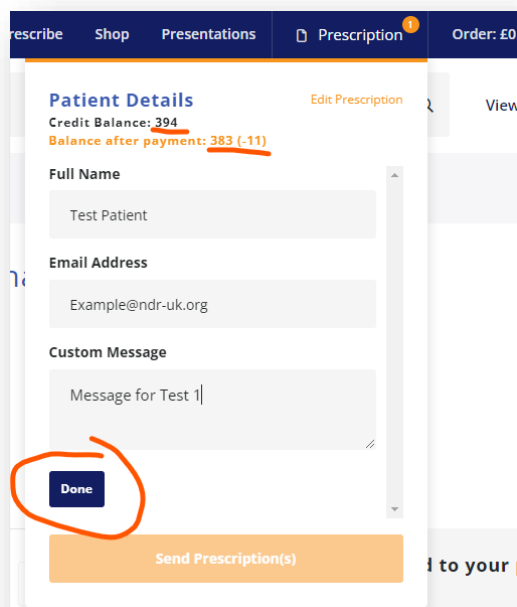 rescribe Shop Presentations Prescription 1 Order: £0
Patient Details Edit Prescription
Credit Balance: 394
Balance after payment: 383 (-11)
View
Full Name
Test Patient
Email Address
Example@ndr-uk.org
Custom Message
Message for Test 1
Done
Send Prescription(s)
d to your